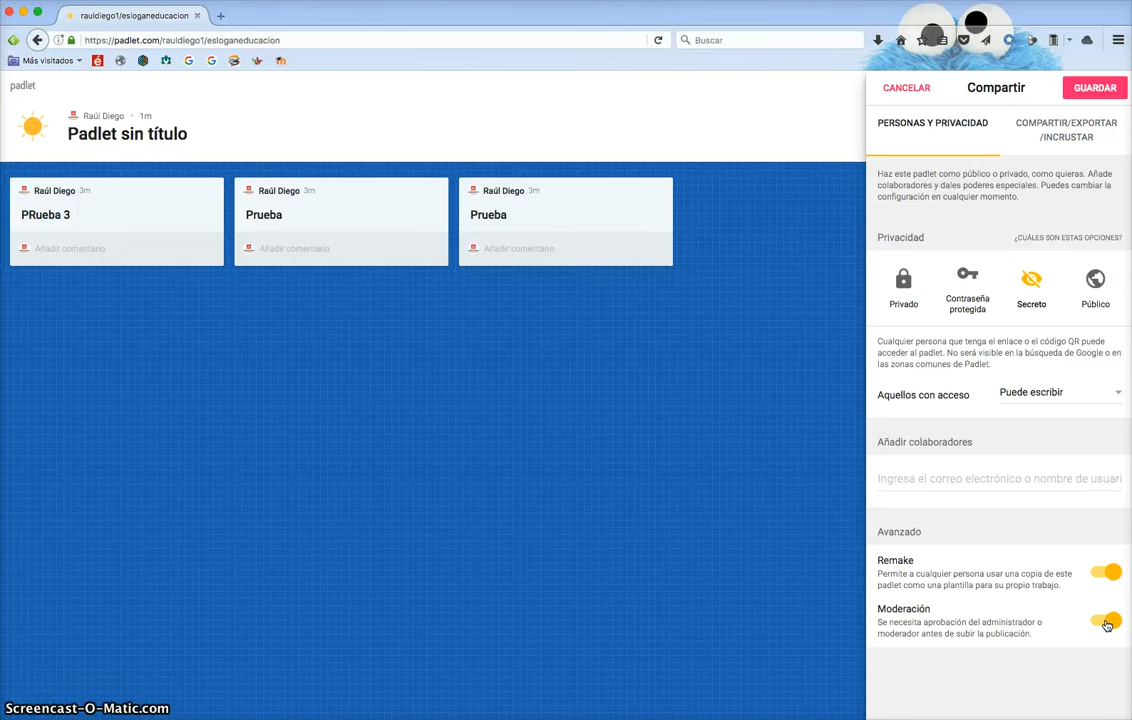 rauldiego1/esloganeducacion
https://padlet.com/rauldiego1/esloganeducacion
Buscar
Más visitados
padlet
Raúl Diego · 1m
Padlet sin título
Raúl Diego 3m
PRueba 3
Añadir comentario
Raúl Diego 3m
Prueba
Añadir comentario
Raúl Diego 3m
Prueba
Añadir comentario
CANCELAR
Compartir
GUARDAR
PERSONAS Y PRIVACIDAD
COMPARTIR/EXPORTAR
/INCRUSTAR
Haz este padlet como público o privado, como quieras. Añade
colaboradores y dales poderes especiales. Puedes cambiar la
configuración en cualquier momento.
Privacidad
¿CUÁLES SON ESTAS OPCIONES?
Privado
Contraseña
protegida
Secreto
Público
Cualquier persona que tenga el enlace o el código QR puede
acceder al padlet. No será visible en la búsqueda de Google o en
las zonas comunes de Padlet.
Aquellos con acceso
Puede escribir
Añadir colaboradores
Ingresa el correo electrónico o nombre de usuari
Avanzado
Remake
Permite a cualquier persona usar una copia de este
padlet como una plantilla para su propio trabajo.
Moderación
Se necesita aprobación del administrador o
moderador antes de subir la publicación.
Screencast-O-Matic.com